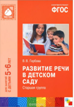 ФГОС
В. В. Гербова
РАЗВИТИЕ РЕЧИ
В ДЕТСКОМ
САДУ
Старшая группа
5-6